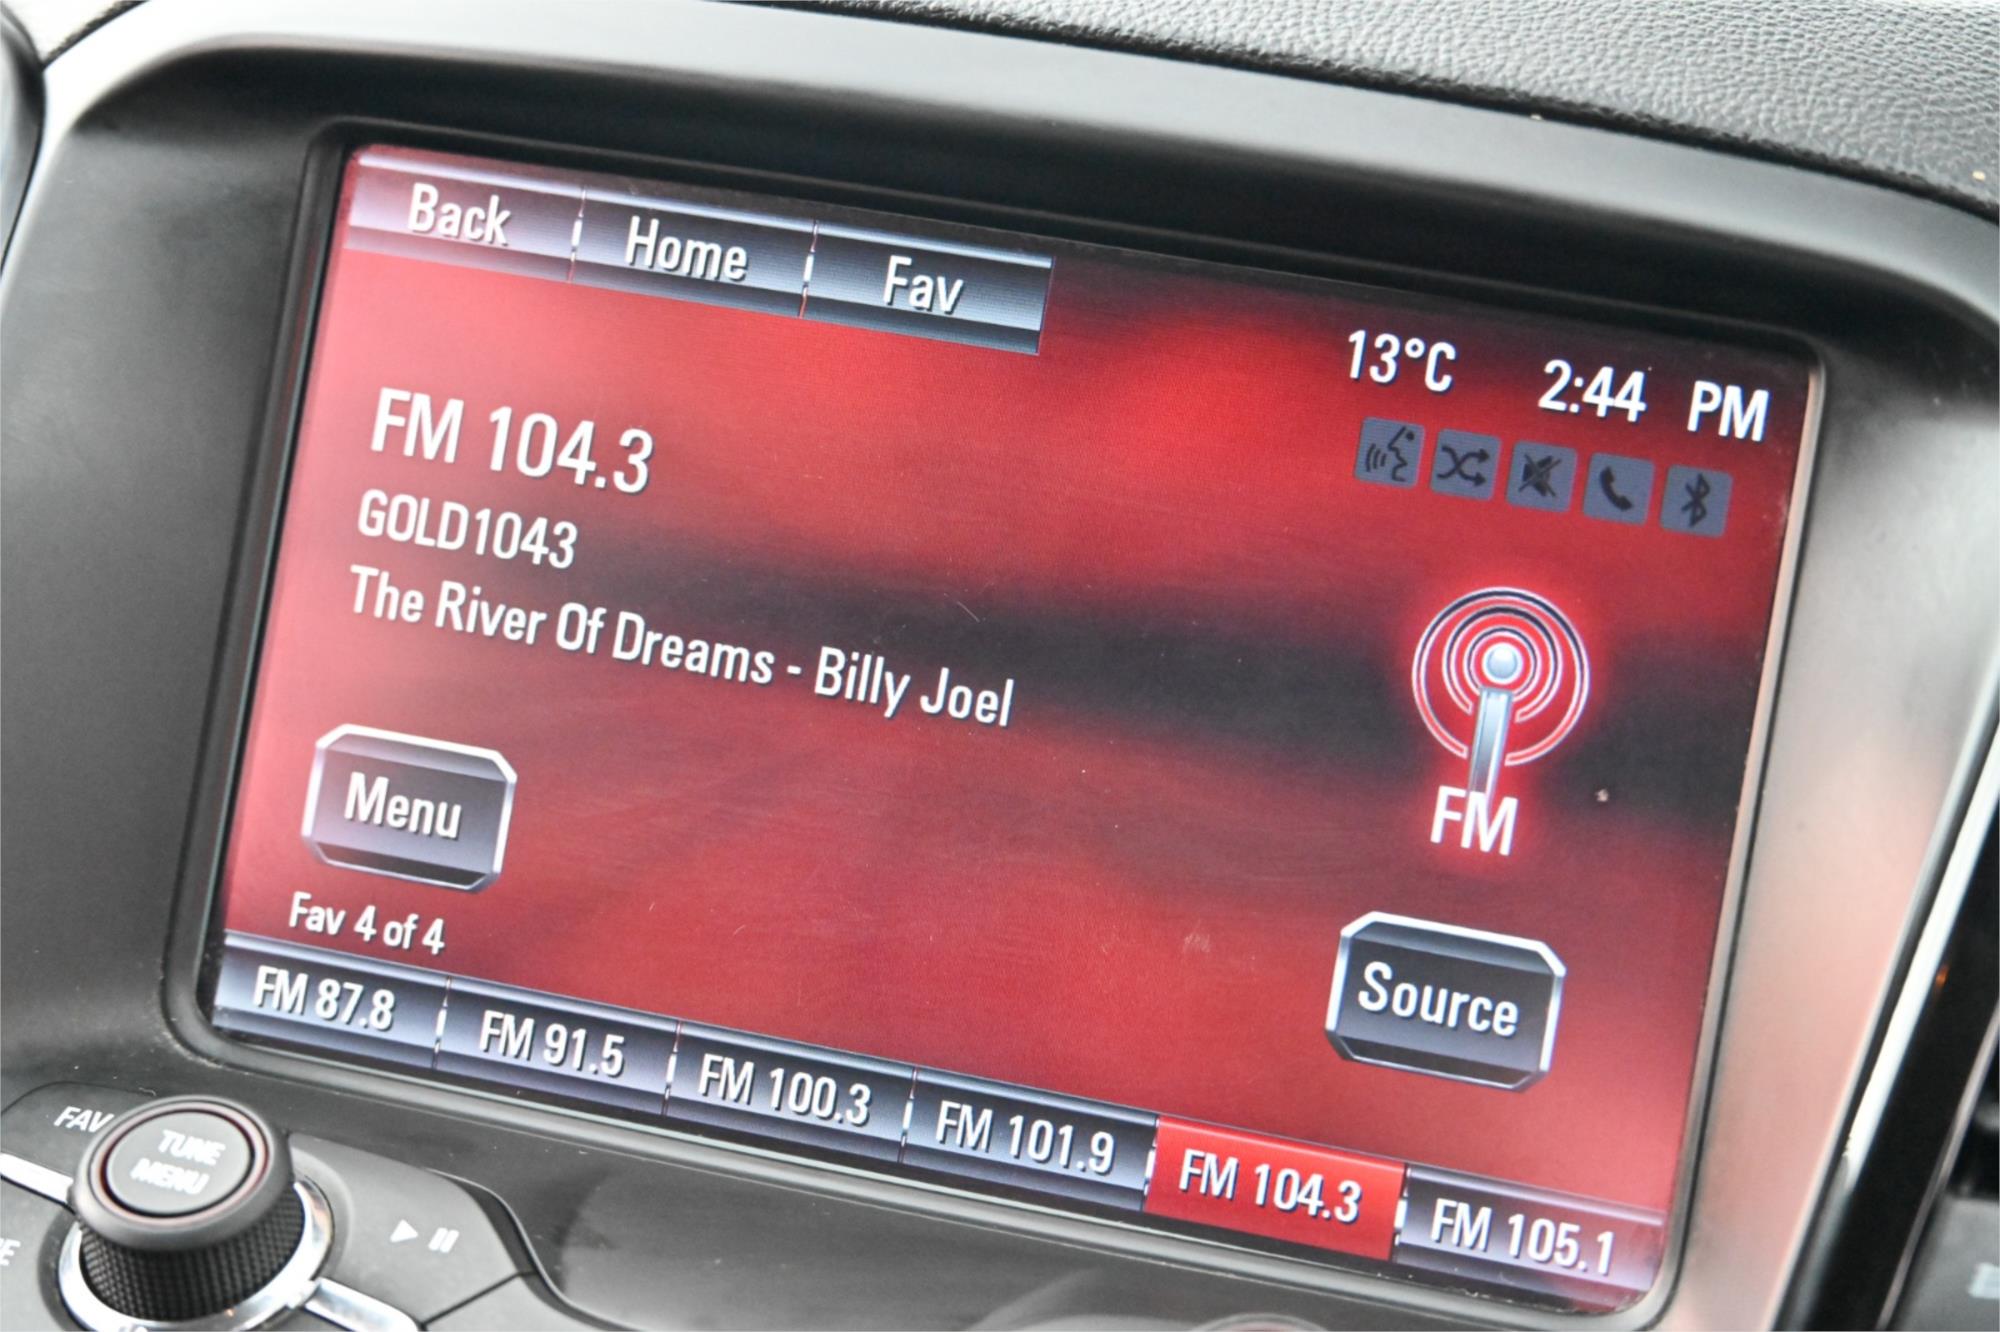 Back Home Fav
13°C 2:44 PM
FM 104.3
GOLD1043
The River Of Dreams - Billy Joel
FM
Menu
Source
Fav 4 of 4
FM 87.8 FM 91.5 FM 100.3 FM 101.9 FM 104.3 FM 105.1
FAV
TUNE
MENU